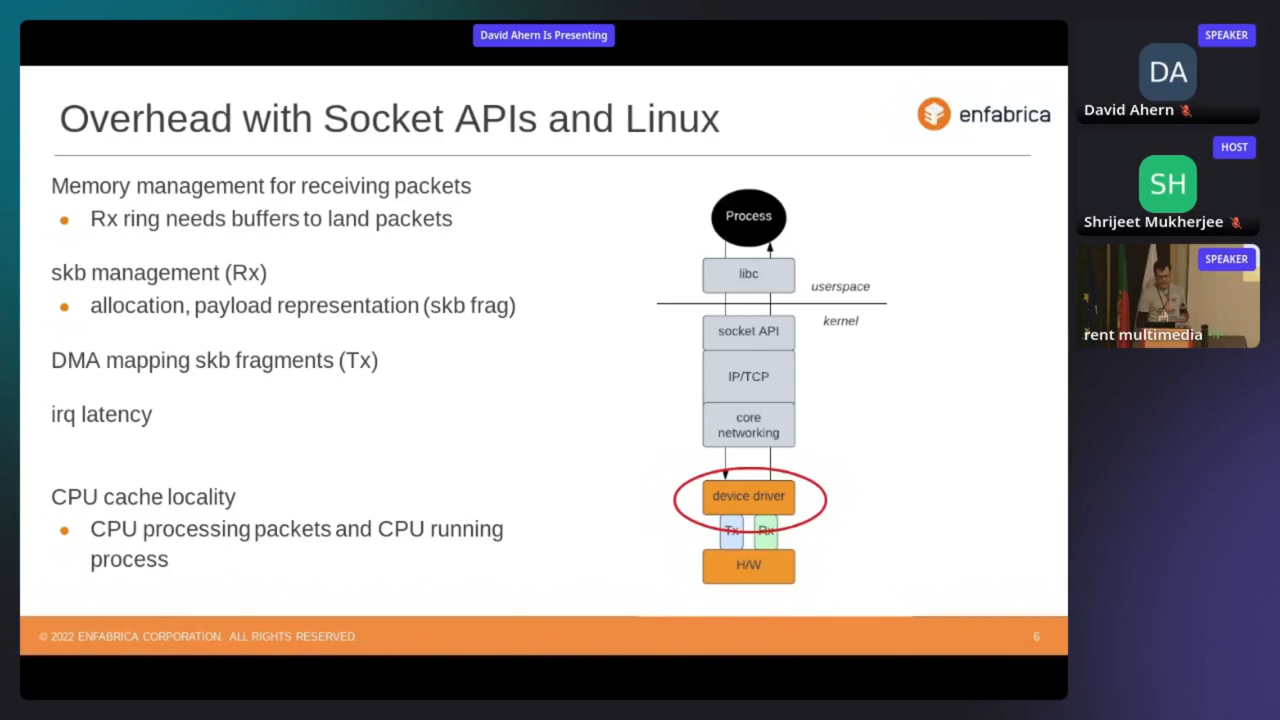 David Ahern Is Presenting
Overhead with Socket APIs and Linux
enfabrica
Memory management for receiving packets
Rx ring needs buffers to land packets
skb management (Rx)
allocation, payload representation (skb frag)
DMA mapping skb fragments (Tx)
irq latency
CPU cache locality
CPU processing packets and CPU running
process
Process
libc
userspace
kernel
socket API
IP/TCP
core
networking
device driver
Tx
Rx
H/W
© 2022 ENFABRICA CORPORATION. ALL RIGHTS RESERVED.
6
SPEAKER
DA
David Ahern
HOST
SH
Shrijeet Mukherjee
SPEAKER
rent multimedia